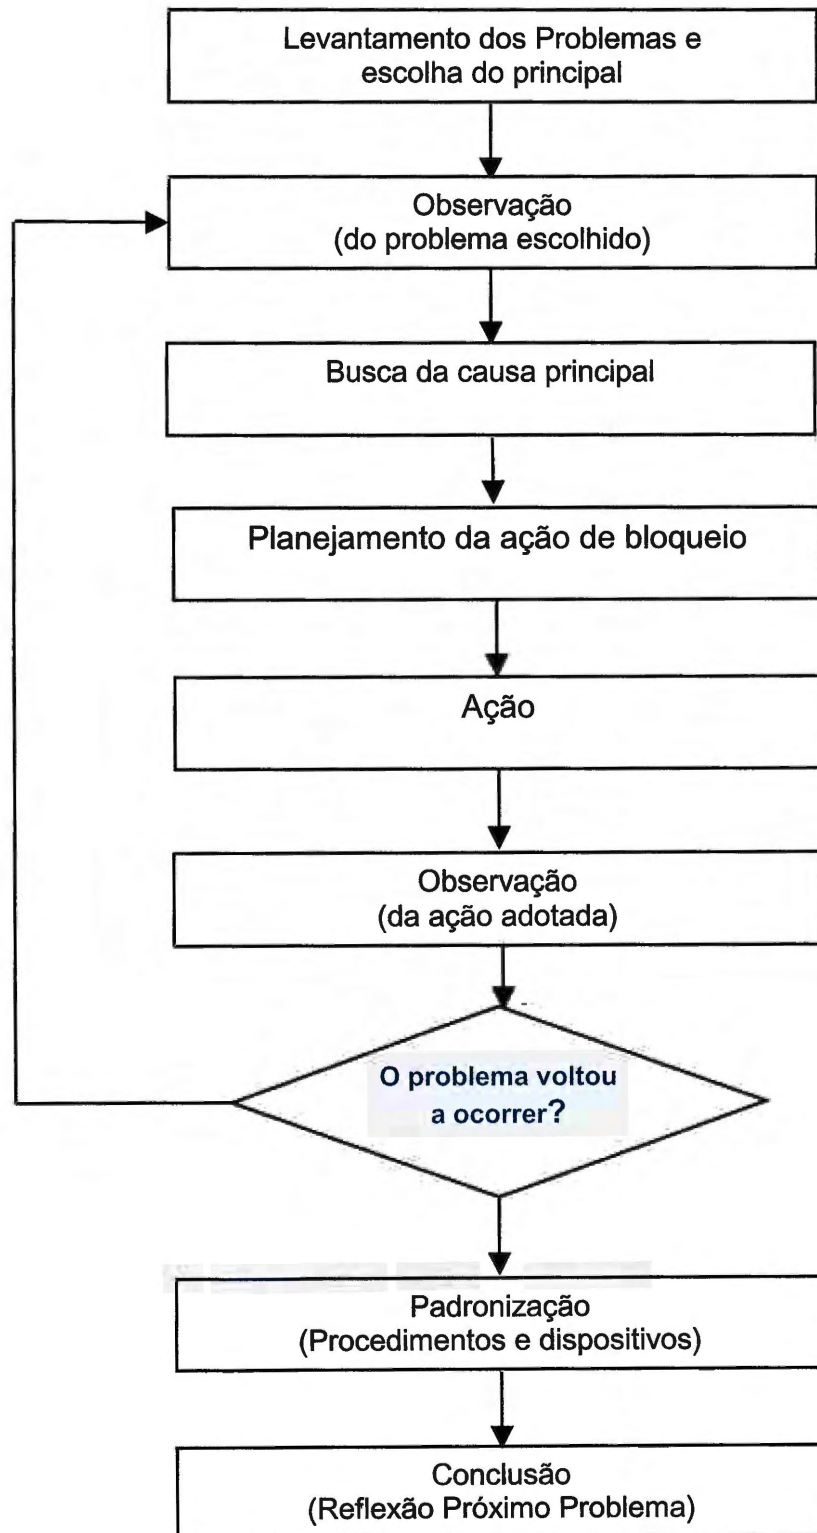 Levantamento dos Problemas e
escolha do principal
Observação
(do problema escolhido)
Busca da causa principal
Planejamento da ação de bloqueio
Ação
Observação
(da ação adotada)
O problema voltou
a ocorrer?
Padronização
(Procedimentos e dispositivos)
Conclusão
(Reflexão Próximo Problema)